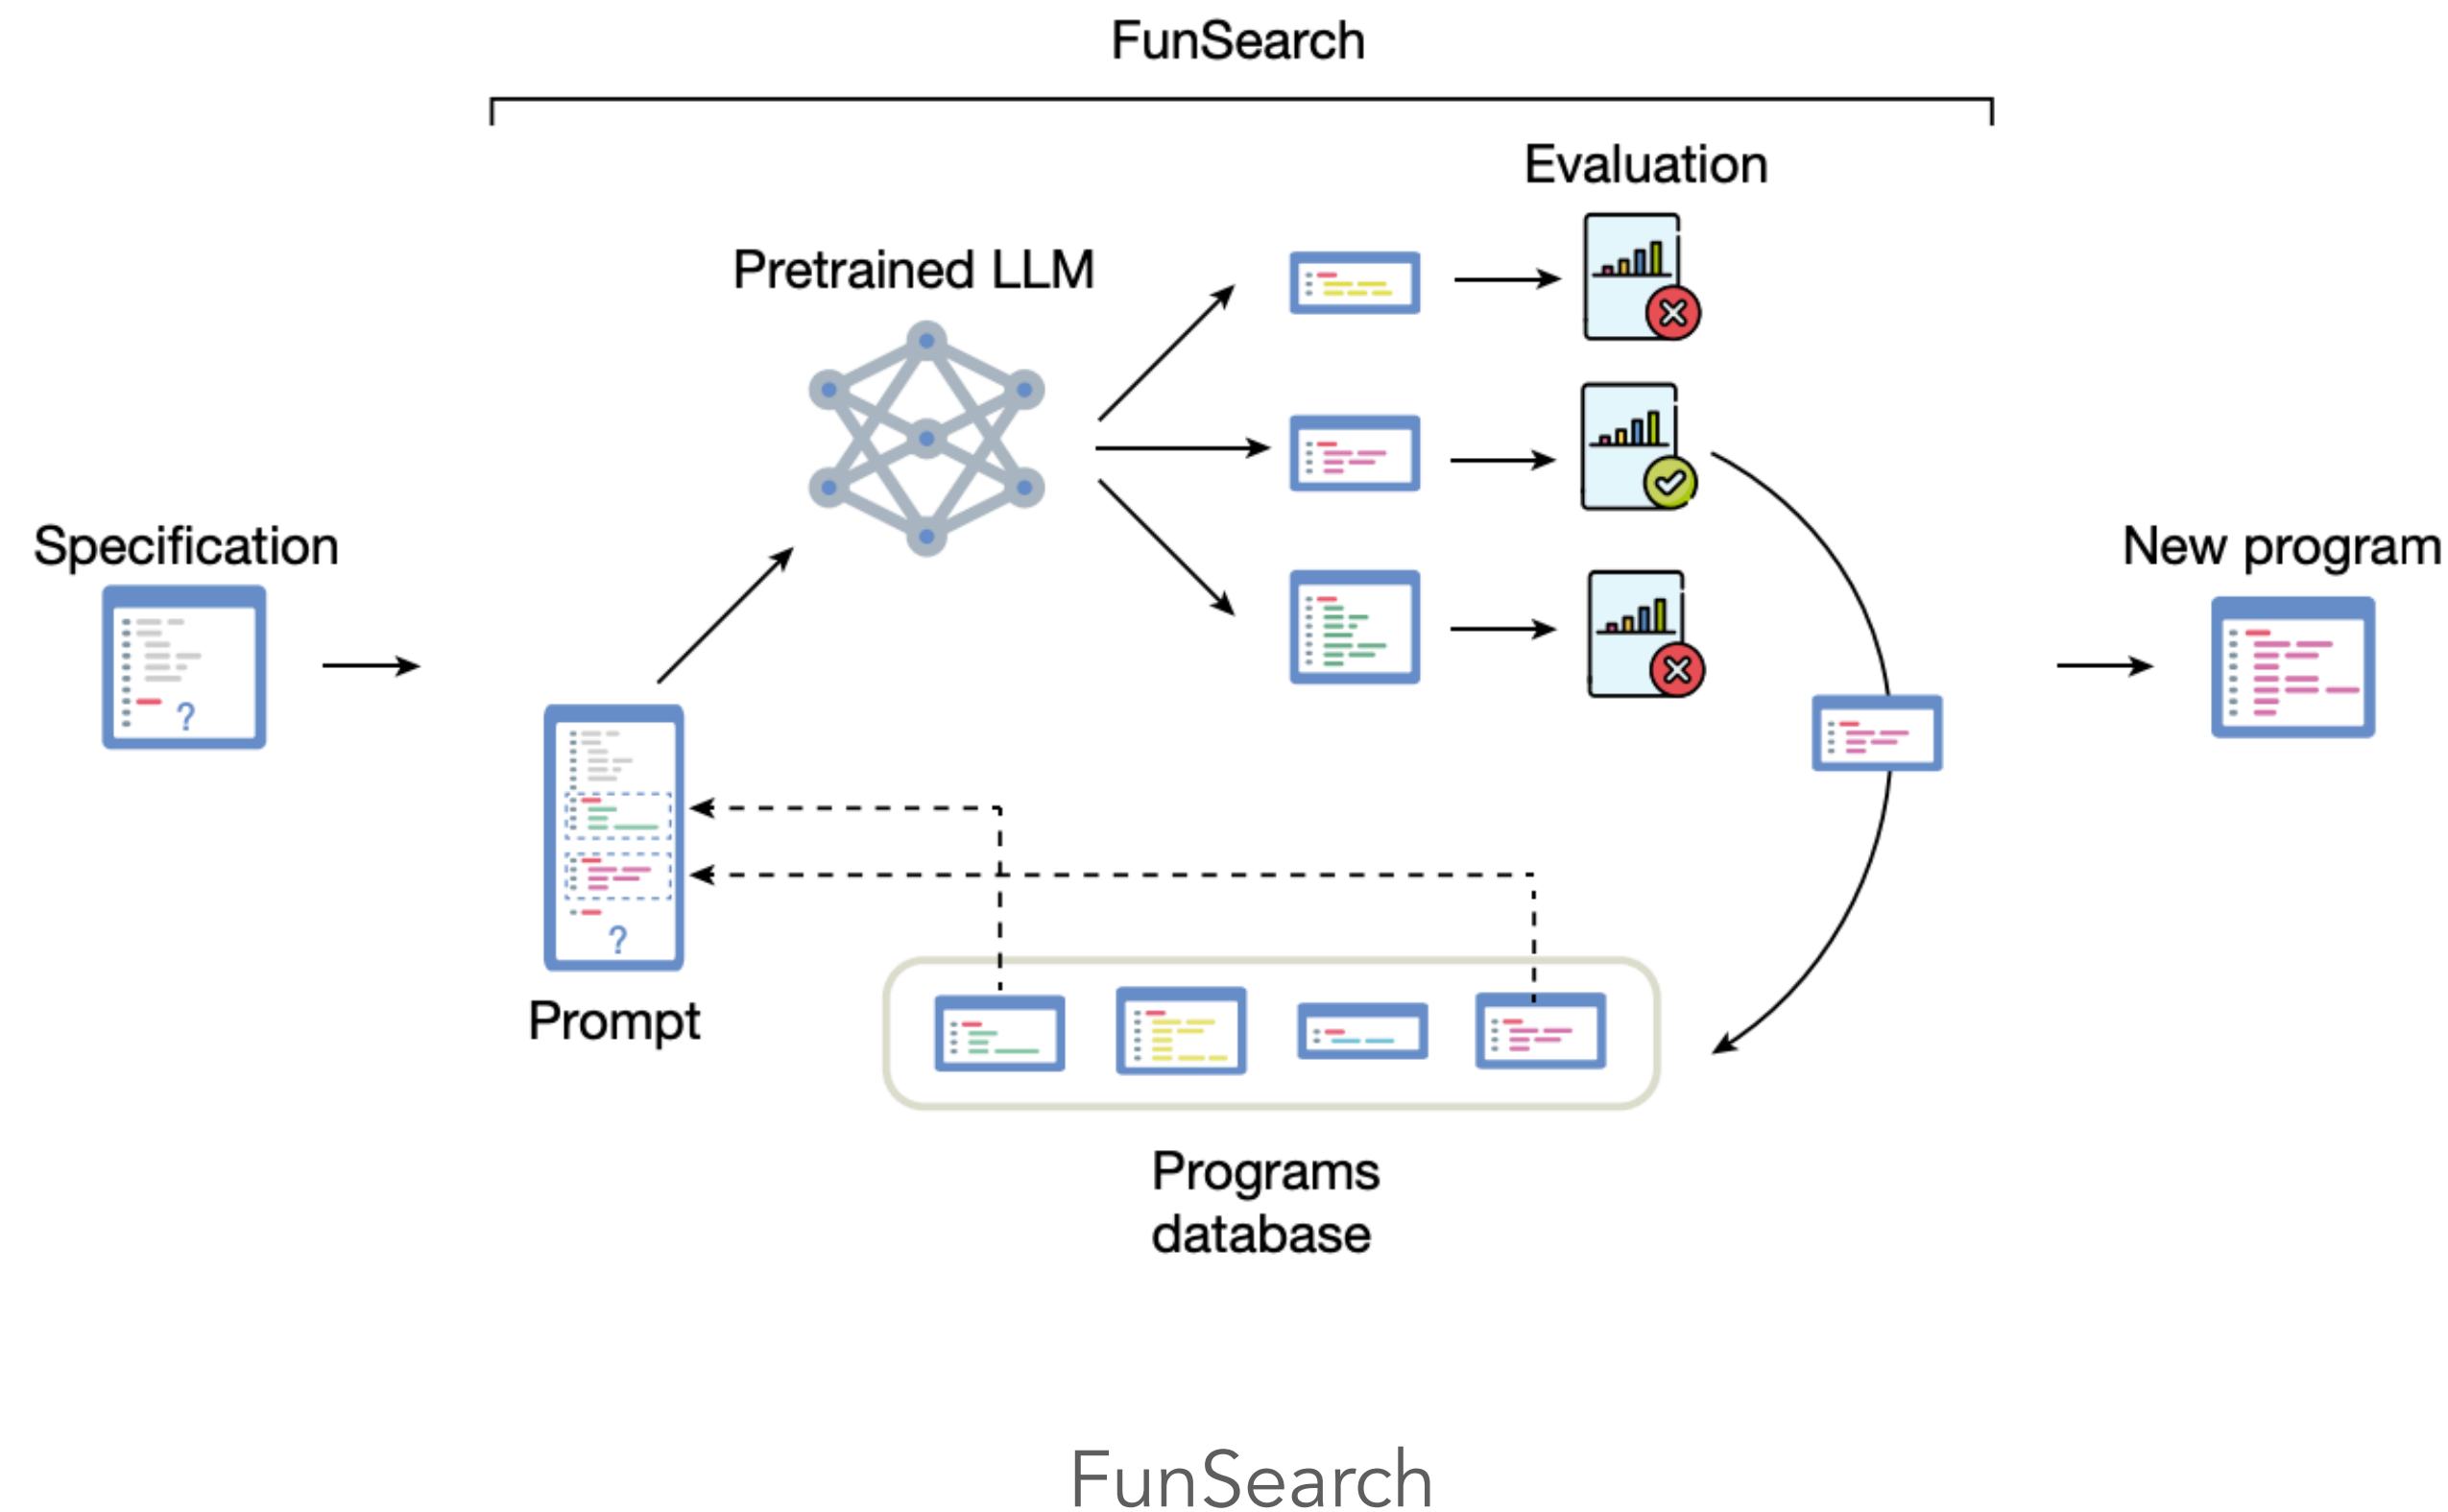 FunSearch
Evaluation
Pretrained LLM
Specification
New program
?
?
Prompt
Programs
database
FunSearch